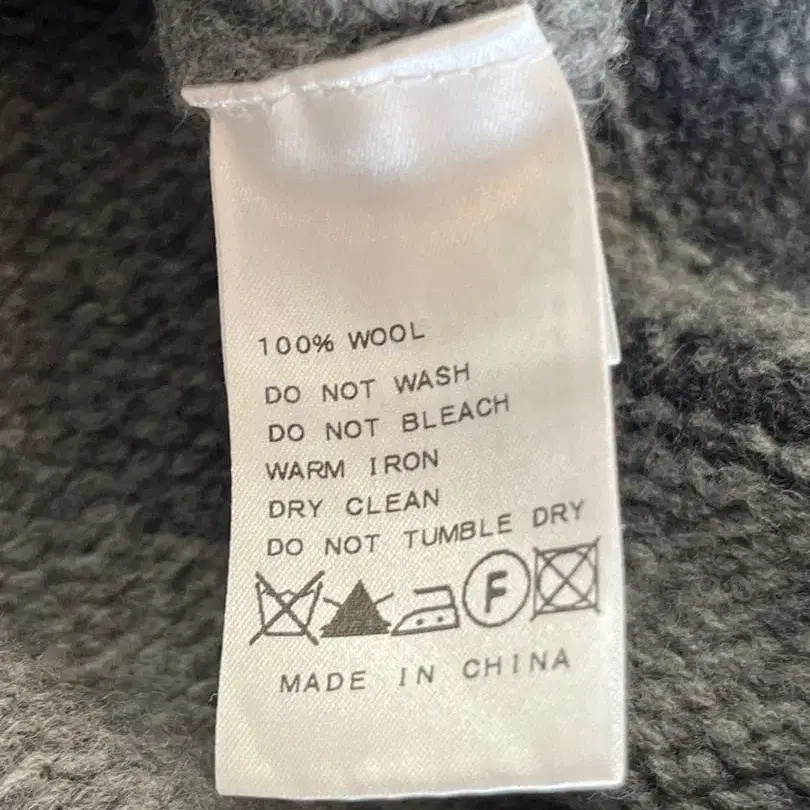 100% WOOL
DO NOT WASH
DO NOT BLEACH
WARM IRON
DRY CLEAN
DO NOT TUMBLE DRY
F
MADE IN CHINA